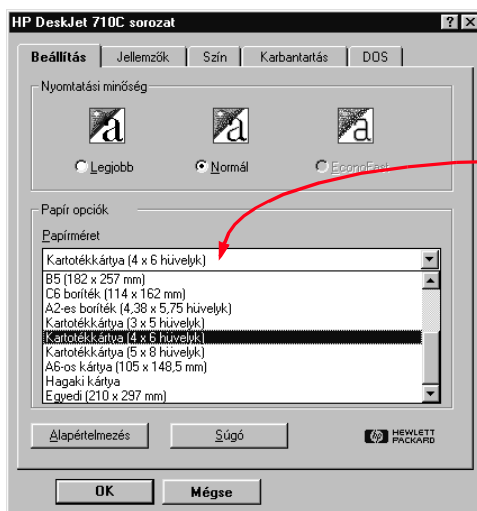 HP DeskJet 710C sorozat
Beállítás Jellemzők Szín Karbantartás DOS
Nyomtatási minőség
Legjobb Normál EconoFast
Papír opciók
Papírméret
Kartotékkártya (4 x 6 hüvelyk)
B5 (182 x 257 mm)
C6 boríték (114 x 162 mm)
A2-es boríték (4,38 x 5,75 hüvelyk)
Kartotékkártya (3 x 5 hüvelyk)
Kartotékkártya (4 x 6 hüvelyk)
Kartotékkártya (5 x 8 hüvelyk)
A6-os kártya (105 x 148,5 mm)
Hagaki kártya
Egyedi (210 x 297 mm)
Alapértelmezés Súgó hp HEWLETT
PACKARD
OK Mégse